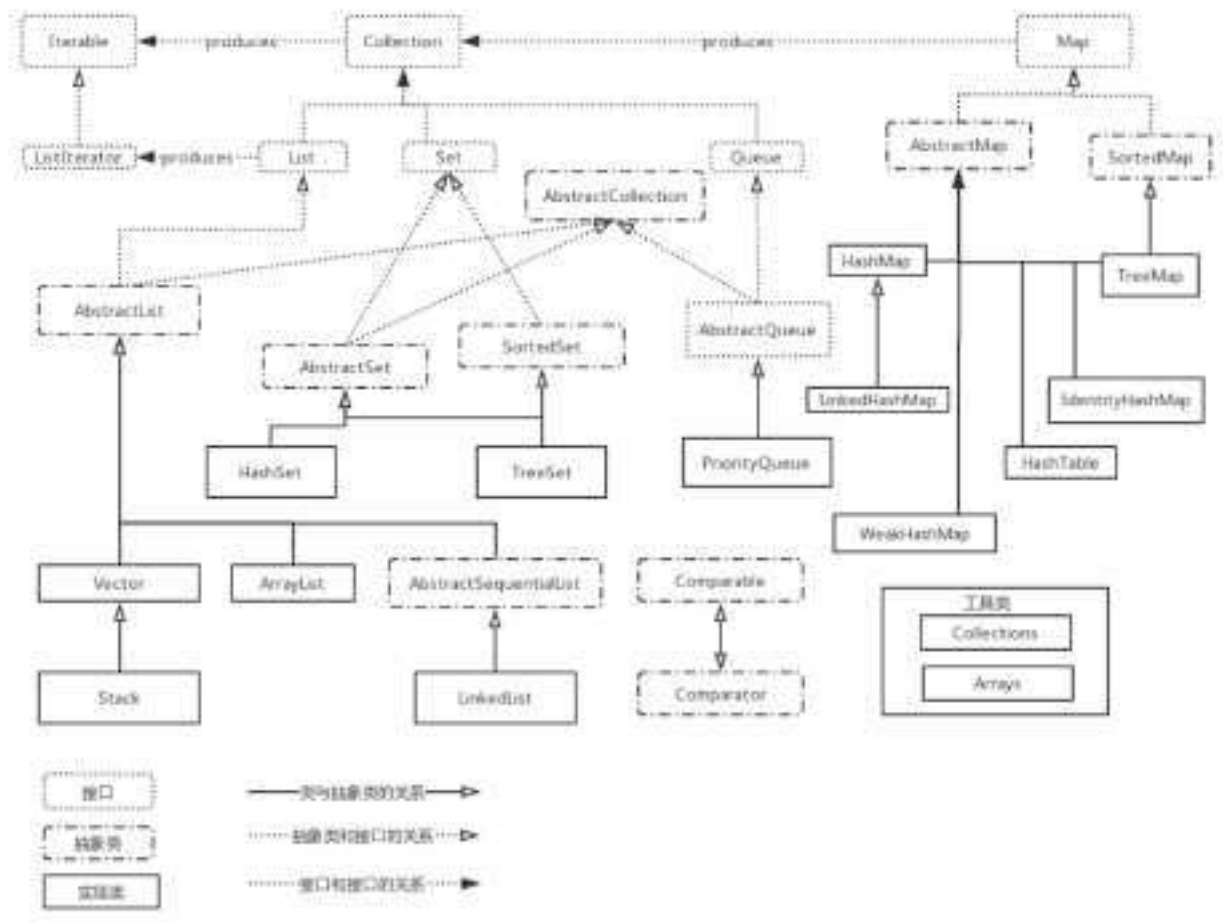 Iterable
produces
Collection
produces
Map
ListIterator
produces
List
Set
Queue
AbstractMap
SortedMap
AbstractCollection
HashMap
TreeMap
AbstractList
AbstractQueue
AbstractSet
SortedSet
LinkedHashMap
IdentityHashMap
HashSet
TreeSet
PriorityQueue
HashTable
WeakHashMap
Vector
ArrayList
AbstractSequentialList
Comparable
工具类
Collections
Stack
LinkedList
Comparator
Arrays
接口
类与抽象类的关系
抽象类
抽象类和接口的关系
实现类
接口和接口的关系